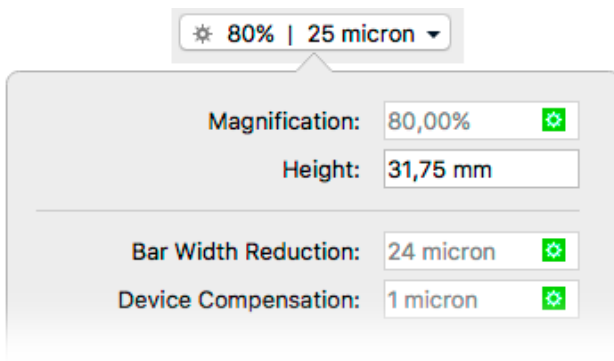 80% | 25 micron
Magnification: 80,00%
Height: 31,75 mm
Bar Width Reduction: 24 micron
Device Compensation: 1 micron